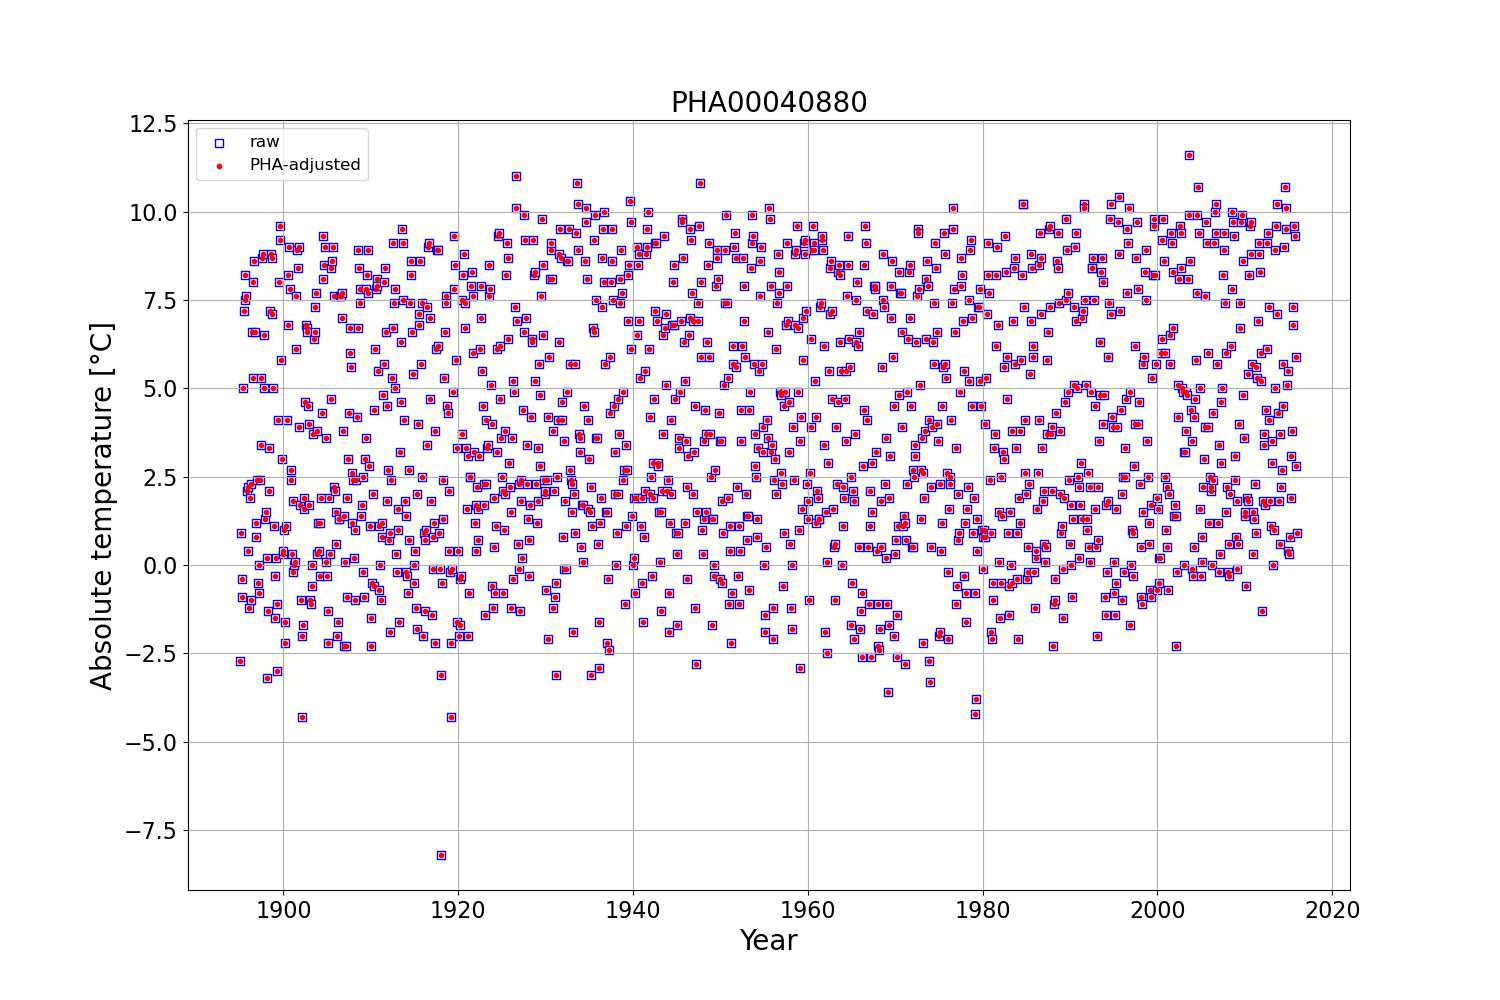 PHA00040880
raw
PHA-adjusted
12.5
10.0
7.5
5.0
2.5
0.0
−2.5
−5.0
−7.5
Absolute temperature [°C]
1900 1920 1940 1960 1980 2000 2020
Year